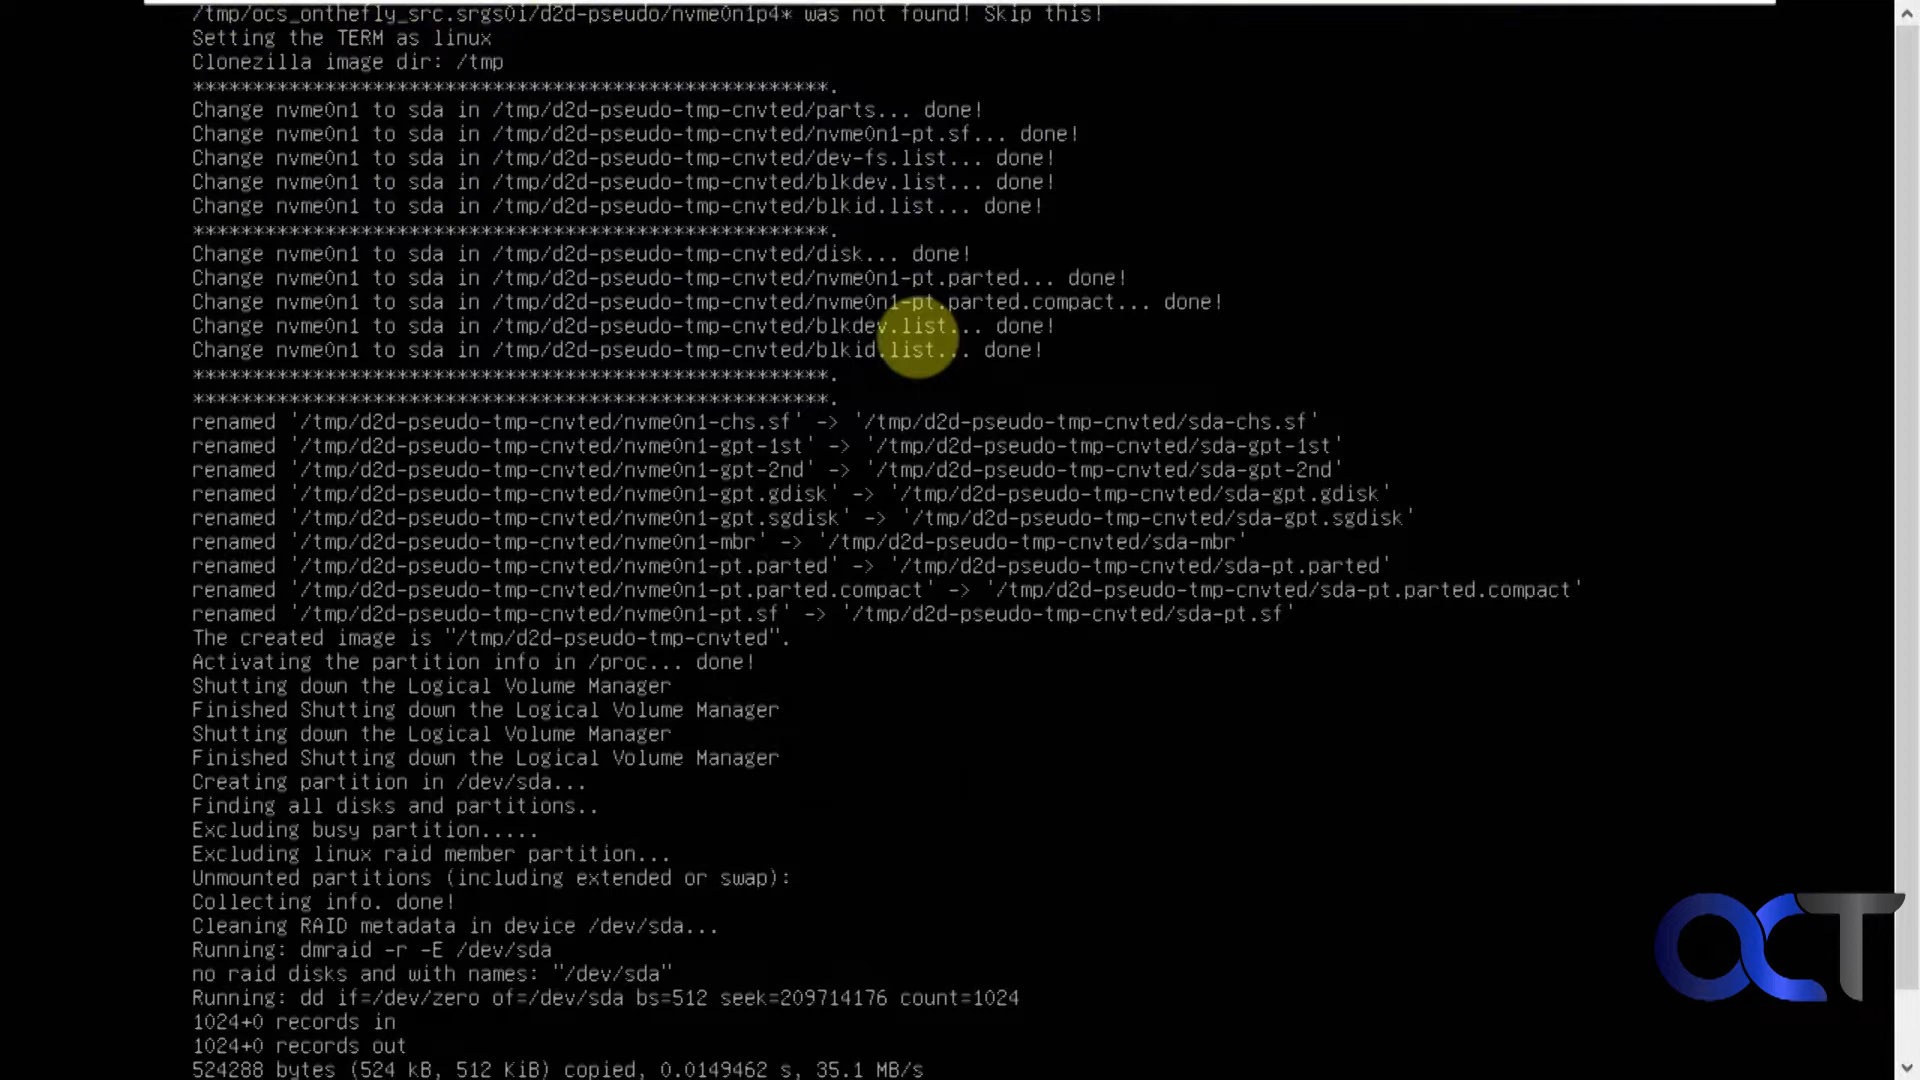 /tmp/ocs_onthefly_src.srgs0i/d2d-pseudo/nvme0n1p4* was not found! Skip this!
Setting the TERM as linux
Clonezilla image dir: /tmp
*****************************************************.
Change nvme0n1 to sda in /tmp/d2d-pseudo-tmp-cnvted/parts... done!
Change nvme0n1 to sda in /tmp/d2d-pseudo-tmp-cnvted/nvme0n1-pt.sf... done!
Change nvme0n1 to sda in /tmp/d2d-pseudo-tmp-cnvted/dev-fs.list... done!
Change nvme0n1 to sda in /tmp/d2d-pseudo-tmp-cnvted/blkdev.list... done!
Change nvme0n1 to sda in /tmp/d2d-pseudo-tmp-cnvted/blkid.list... done!
*****************************************************.
Change nvme0n1 to sda in /tmp/d2d-pseudo-tmp-cnvted/disk... done!
Change nvme0n1 to sda in /tmp/d2d-pseudo-tmp-cnvted/nvme0n1-pt.parted... done!
Change nvme0n1 to sda in /tmp/d2d-pseudo-tmp-cnvted/nvme0n1-pt.parted.compact... done!
Change nvme0n1 to sda in /tmp/d2d-pseudo-tmp-cnvted/blkdev.list... done!
Change nvme0n1 to sda in /tmp/d2d-pseudo-tmp-cnvted/blkid.list... done!
*****************************************************.
*****************************************************.
renamed '/tmp/d2d-pseudo-tmp-cnvted/nvme0n1-chs.sf' -> '/tmp/d2d-pseudo-tmp-cnvted/sda-chs.sf'
renamed '/tmp/d2d-pseudo-tmp-cnvted/nvme0n1-gpt-1st' -> '/tmp/d2d-pseudo-tmp-cnvted/sda-gpt-1st'
renamed '/tmp/d2d-pseudo-tmp-cnvted/nvme0n1-gpt-2nd' -> '/tmp/d2d-pseudo-tmp-cnvted/sda-gpt-2nd'
renamed '/tmp/d2d-pseudo-tmp-cnvted/nvme0n1-gpt.gdisk' -> '/tmp/d2d-pseudo-tmp-cnvted/sda-gpt.gdisk'
renamed '/tmp/d2d-pseudo-tmp-cnvted/nvme0n1-gpt.sgdisk' -> '/tmp/d2d-pseudo-tmp-cnvted/sda-gpt.sgdisk'
renamed '/tmp/d2d-pseudo-tmp-cnvted/nvme0n1-mbr' -> '/tmp/d2d-pseudo-tmp-cnvted/sda-mbr'
renamed '/tmp/d2d-pseudo-tmp-cnvted/nvme0n1-pt.parted' -> '/tmp/d2d-pseudo-tmp-cnvted/sda-pt.parted'
renamed '/tmp/d2d-pseudo-tmp-cnvted/nvme0n1-pt.parted.compact' -> '/tmp/d2d-pseudo-tmp-cnvted/sda-pt.parted.compact'
renamed '/tmp/d2d-pseudo-tmp-cnvted/nvme0n1-pt.sf' -> '/tmp/d2d-pseudo-tmp-cnvted/sda-pt.sf'
The created image is "/tmp/d2d-pseudo-tmp-cnvted".
Activating the partition info in /proc... done!
Shutting down the Logical Volume Manager
Finished Shutting down the Logical Volume Manager
Shutting down the Logical Volume Manager
Finished Shutting down the Logical Volume Manager
Creating partition in /dev/sda...
Finding all disks and partitions..
Excluding busy partition.....
Excluding linux raid member partition...
Unmounted partitions (including extended or swap):
Collecting info. done!
Cleaning RAID metadata in device /dev/sda...
Running: dmraid -r -E /dev/sda
no raid disks and with names: "/dev/sda"
Running: dd if=/dev/zero of=/dev/sda bs=512 seek=209714176 count=1024
1024+0 records in
1024+0 records out
524288 bytes (524 kB, 512 KiB) copied, 0.0149462 s, 35.1 MB/s
OCT